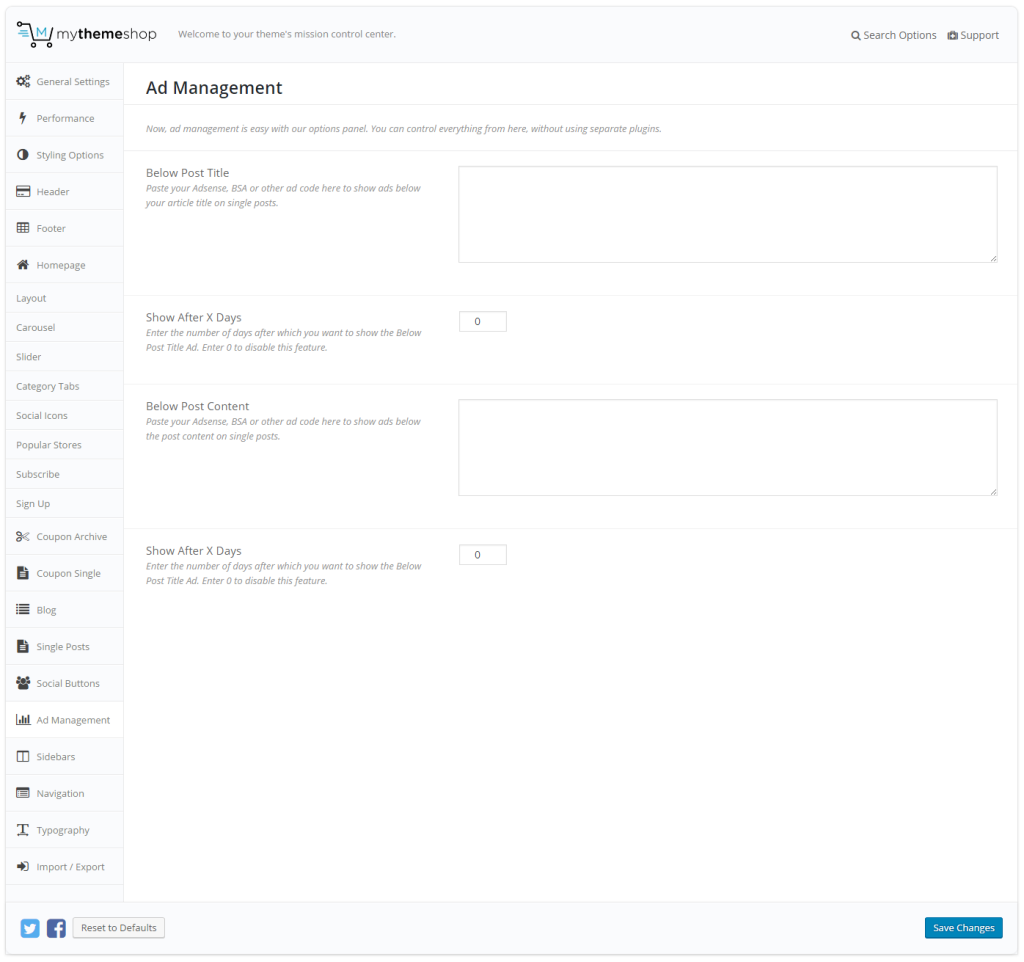 mythemeshop
Welcome to your theme's mission control center.
Search Options
Support
General Settings
Performance
Styling Options
Header
Footer
Homepage
Layout
Carousel
Slider
Category Tabs
Social Icons
Popular Stores
Subscribe
Sign Up
Coupon Archive
Coupon Single
Blog
Single Posts
Social Buttons
Ad Management
Sidebars
Navigation
Typography
Import / Export
Ad Management
Now, ad management is easy with our options panel. You can control everything from here, without using separate plugins.
Below Post Title
Paste your Adsense, BSA or other ad code here to show ads below
your article title on single posts.
Show After X Days
Enter the number of days after which you want to show the Below
Post Title Ad. Enter 0 to disable this feature.
0
Below Post Content
Paste your Adsense, BSA or other ad code here to show ads below
the post content on single posts.
Show After X Days
Enter the number of days after which you want to show the Below
Post Title Ad. Enter 0 to disable this feature.
0
Reset to Defaults
Save Changes